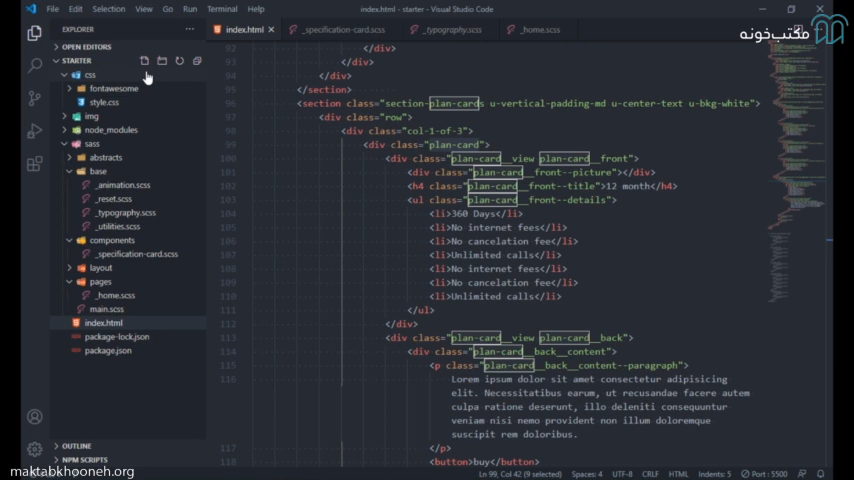 File Edit Selection View Go Run Terminal Help
index.html - starter - Visual Studio Code
مکتب‌خونه
EXPLORER
OPEN EDITORS
STARTER
css
fontawesome
style.css
img
node_modules
sass
abstracts
base
_animation.scss
_reset.scss
_typography.scss
_utilities.scss
components
_specification-card.scss
layout
pages
_home.scss
main.scss
index.html
package-lock.json
package.json
OUTLINE
NPM SCRIPTS
index.html _specification-card.scss _typography.scss _home.scss
92 </div>
93 </div>
94 </div>
95 </section>
96 <section class="section-plan-cards u-vertical-padding-md u-center-text u-bkg-white">
97 <div class="row">
98 <div class="col-1-of-3">
99 <div class="plan-card">
100 <div class="plan-card__view plan-card__front">
101 <div class="plan-card__front--picture"></div>
102 <h4 class="plan-card__front--title">12 month</h4>
103 <ul class="plan-card__front--details">
104 <li>360 Days</li>
105 <li>No internet fees</li>
106 <li>No cancelation fee</li>
107 <li>Unlimited calls</li>
108 <li>No internet fees</li>
109 <li>No cancelation fee</li>
110 <li>Unlimited calls</li>
111 </ul>
112 </div>
113 <div class="plan-card__view plan-card__back">
114 <div class="plan-card__back__content">
115 <p class="plan-card__back__content--paragraph">
116 Lorem ipsum dolor sit amet consectetur adipisicing
elit. Necessitatibus earum, ut recusandae facere autem
culpa ratione deserunt, illo deleniti consequuntur
veniam nisi dolores quidem non illum doloremque
suscipit rem doloribus.
117 </p>
118 <button>buy</button>
maktabkhooneh.org
Ln 99, Col 42 (9 selected) Spaces: 4 UTF-8 CRLF HTML Indents: 5 Port : 5500